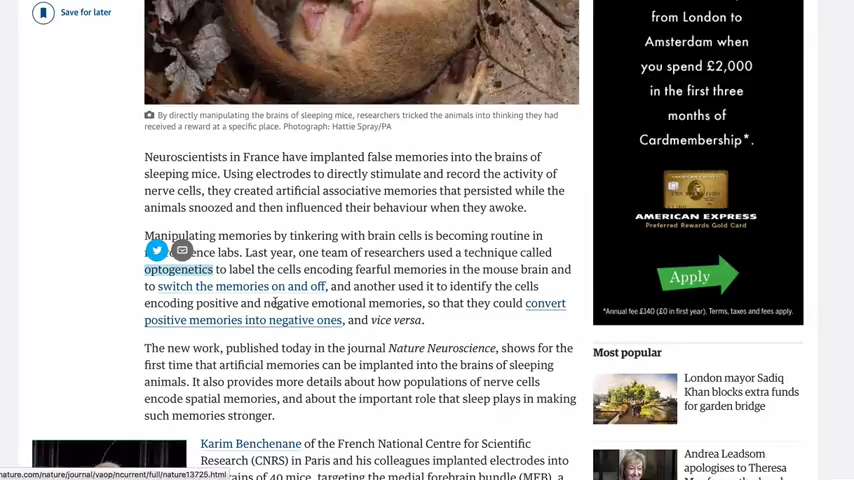 Save for later
By directly manipulating the brains of sleeping mice, researchers tricked the animals into thinking they had
received a reward at a specific place. Photograph: Hattie Spray/PA
Neuroscientists in France have implanted false memories into the brains of
sleeping mice. Using electrodes to directly stimulate and record the activity of
nerve cells, they created artificial associative memories that persisted while the
animals snoozed and then influenced their behaviour when they awoke.
Manipulating memories by tinkering with brain cells is becoming routine in
labs. Last year, one team of researchers used a technique called
optogenetics to label the cells encoding fearful memories in the mouse brain and
to switch the memories on and off, and another used it to identify the cells
encoding positive and negative emotional memories, so that they could convert
positive memories into negative ones, and vice versa.
The new work, published today in the journal Nature Neuroscience, shows for the
first time that artificial memories can be implanted into the brains of sleeping
animals. It also provides more details about how populations of nerve cells
encode spatial memories, and about the important role that sleep plays in making
such memories stronger.
Karim Benchenane of the French National Centre for Scientific
Research (CNRS) in Paris and his colleagues implanted electrodes into
of 40 mice, targeting the medial forebrain bundle (MFB), a
nature.com/nature/journal/vaop/ncurrent/full/nature13725.html
from London to
Amsterdam when
you spend £2,000
in the first three
months of
Cardmembership*.
AMERICAN EXPRESS
Preferred Rewards Gold Card
Apply
*Annual fee £140 (£0 in first year). Terms, taxes and fees apply.
Most popular
London mayor Sadiq
Khan blocks extra funds
for garden bridge
Andrea Leadsom
apologises to Theresa